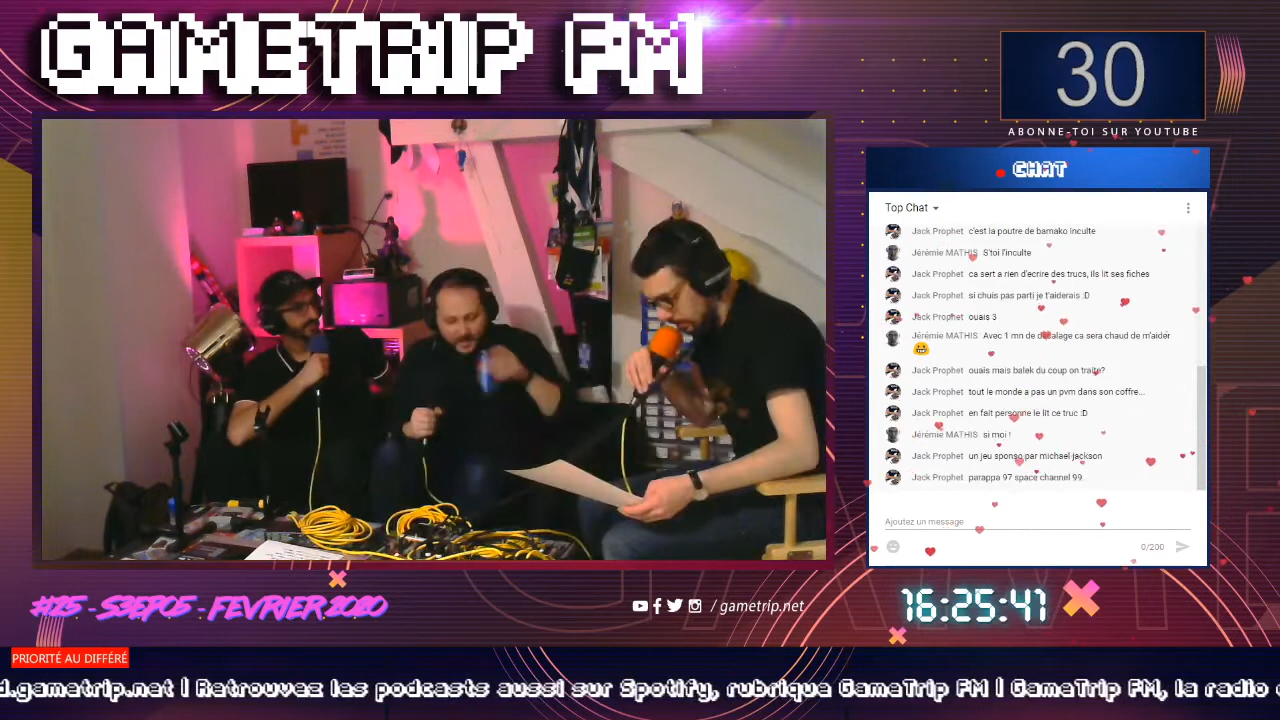 GAMETRIP FM
30
ABONNE-TOI SUR YOUTUBE
CHAT
Top Chat
Jack Prophet c'est la poutre de bamako inculte
Jérémie MATHIS S'toi l'inculte
Jack Prophet ca sert a rien d'ecrire des trucs, ils lit ses fiches
Jack Prophet si chuis pas parti je t'aiderais :D
Jack Prophet ouais 3
Jérémie MATHIS Avec 1 mn de décalage ca sera chaud de m'aider
Jack Prophet ouais mais balek du coup on traite?
Jack Prophet tout le monde a pas un pvm dans son coffre...
Jack Prophet en fait personne le lit ce truc :D
Jérémie MATHIS si moi !
Jack Prophet un jeu sponso par michael jackson
Jack Prophet parappa 97 space channel 99
Ajoutez un message
0/200
#25 - S3EP05 - FEVRIER 2020
/ gametrip.net
16:25:41
PRIORITÉ AU DIFFÉRÉ
d.gametrip.net | Retrouvez les podcasts aussi sur Spotify, rubrique GameTrip FM | GameTrip FM, la radio